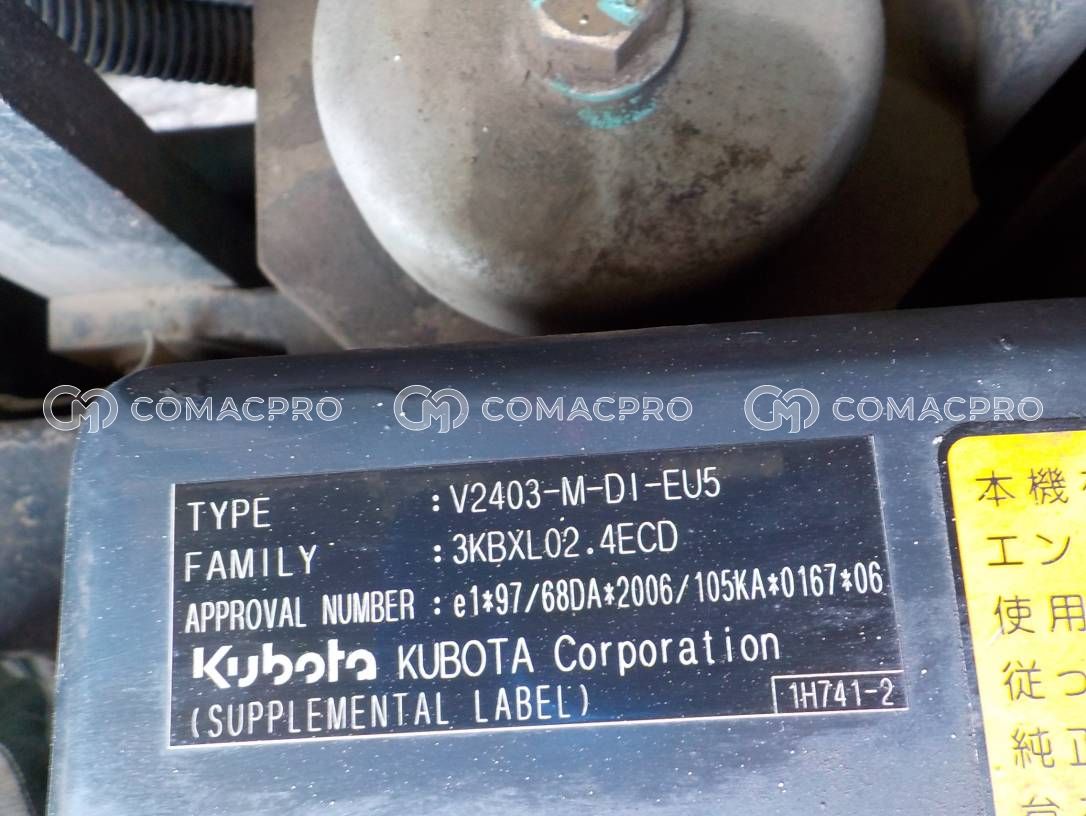 COMACPRO COMACPRO COMACPRO
TYPE : V2403-M-DI-EU5
FAMILY : 3KBXL02.4ECD
APPROVAL NUMBER : e1*97/68DA*2006/105KA*0167*06
Kubota KUBOTA Corporation
(SUPPLEMENTAL LABEL) 1H741-2
本機
エン
使用
従っ
純正